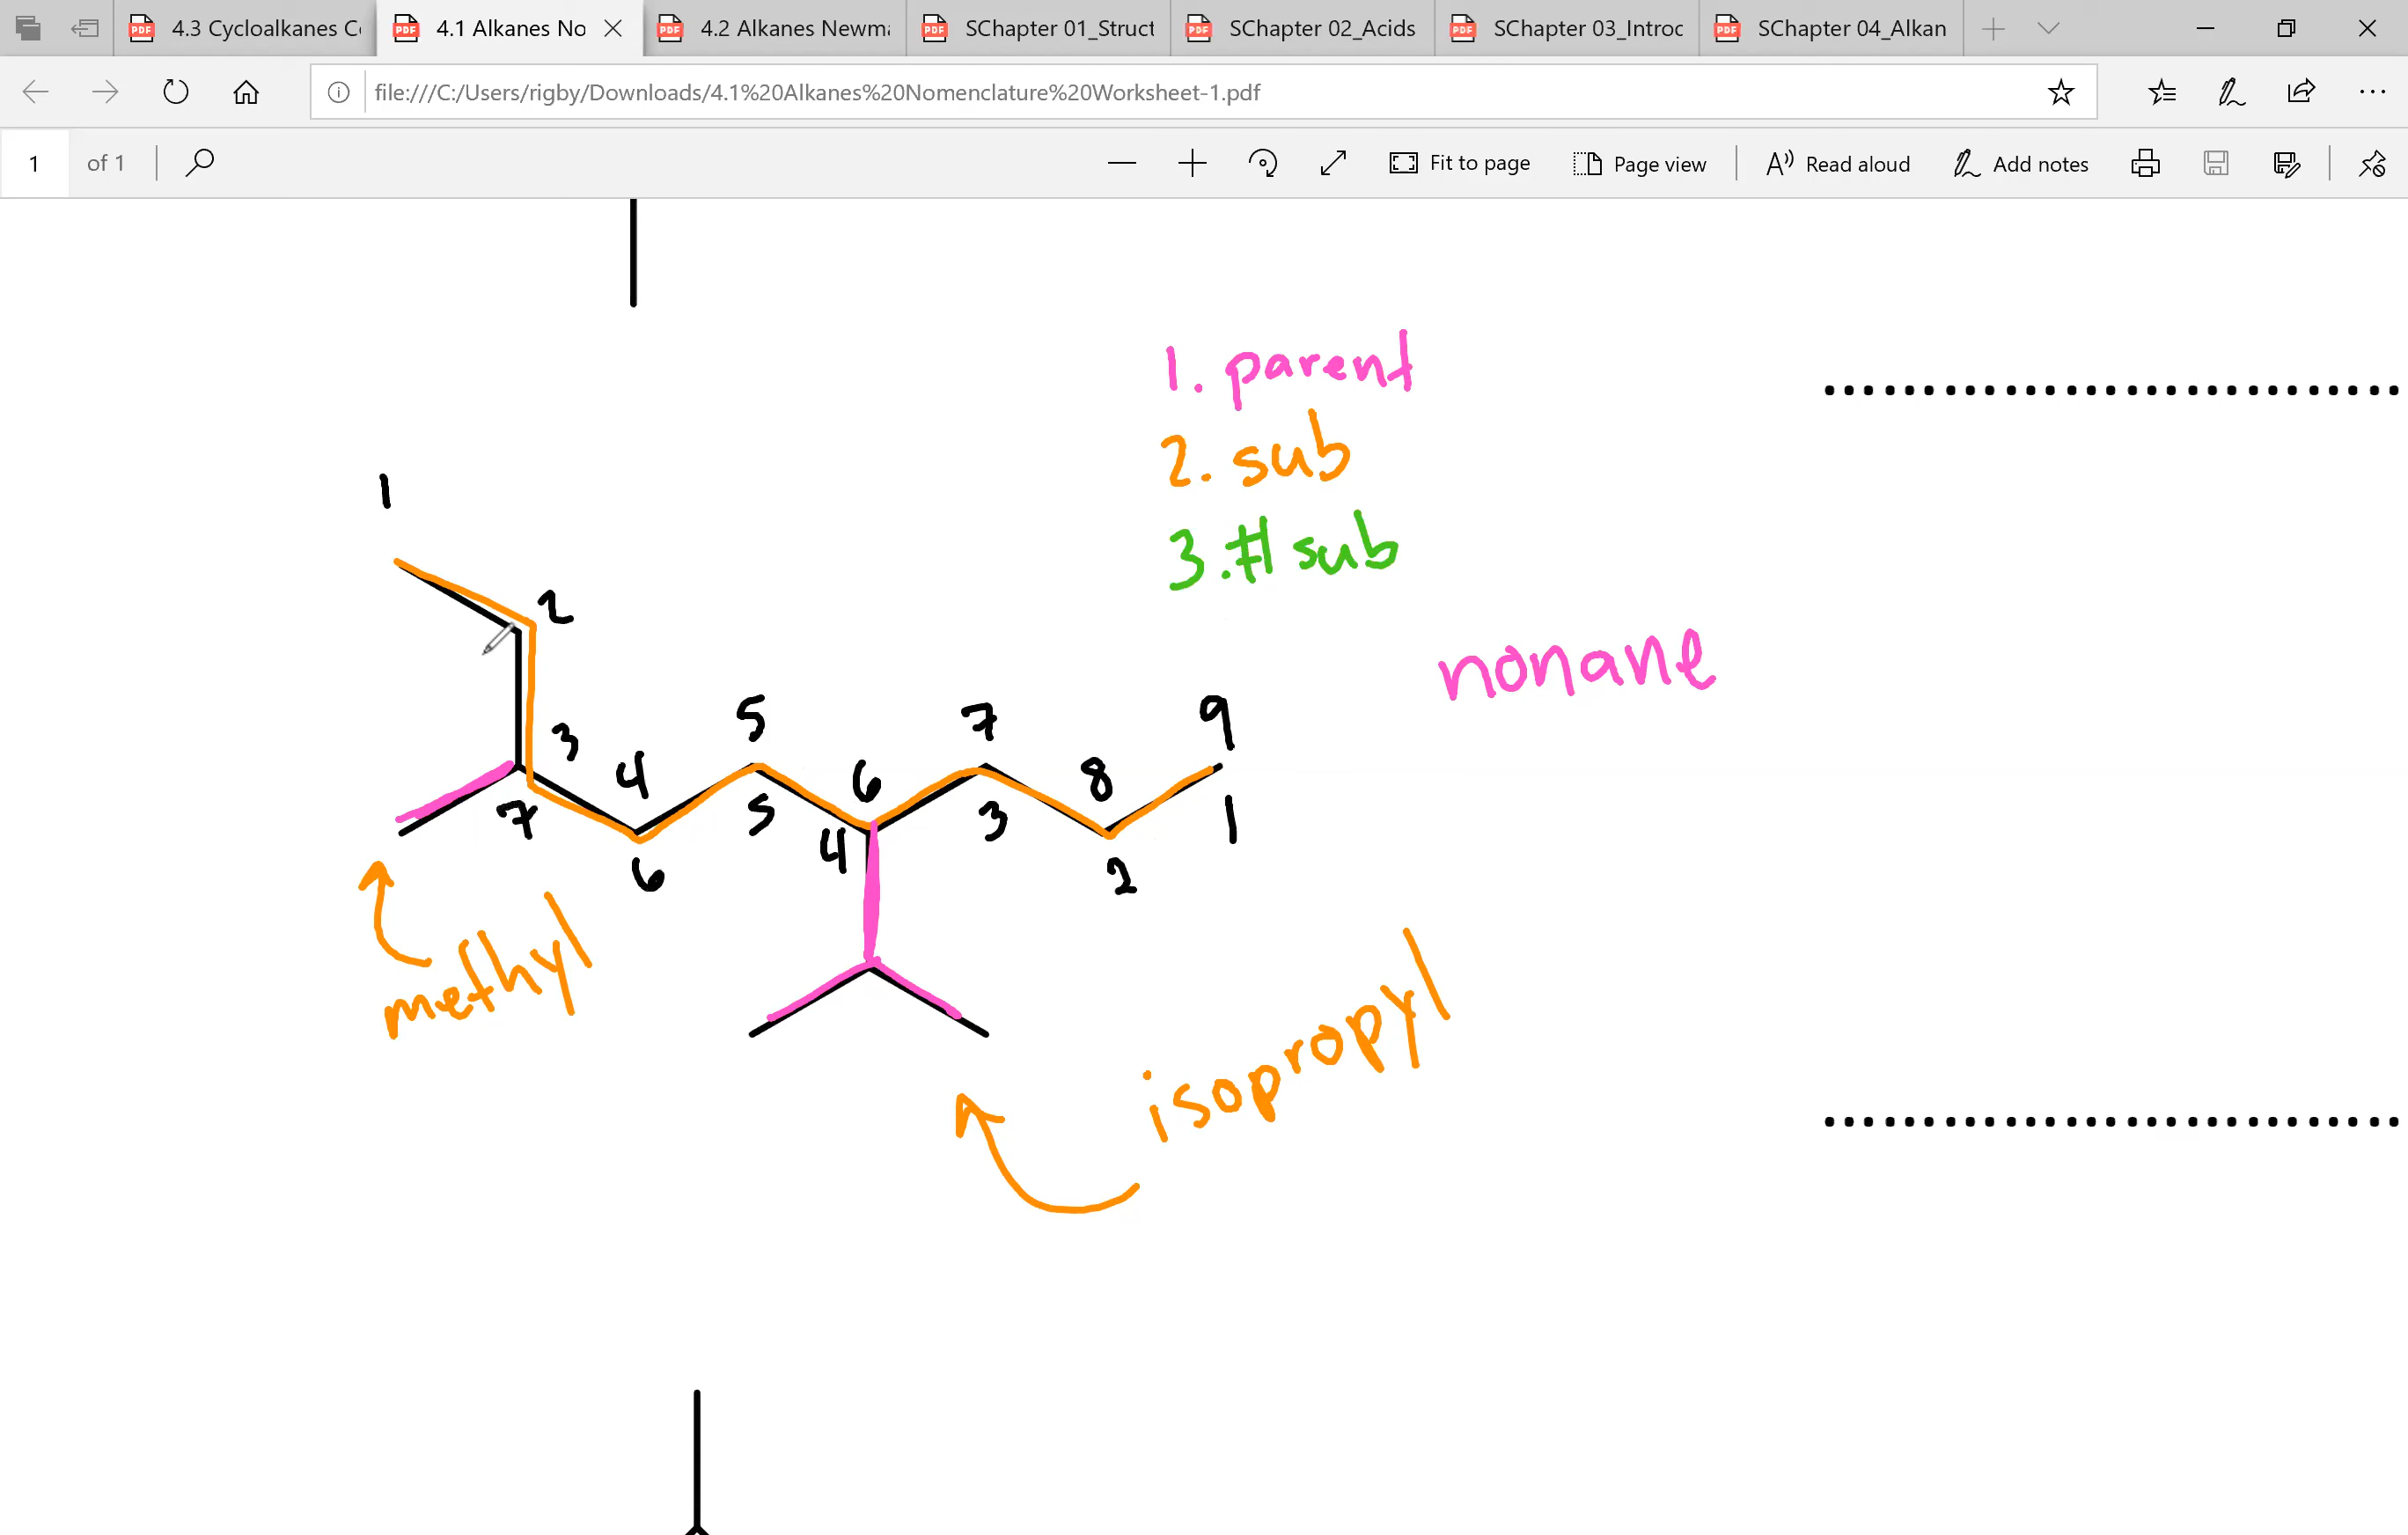 4.3 Cycloalkanes C
4.1 Alkanes No
4.2 Alkanes Newm
SChapter 01_Struct
SChapter 02_Acids
SChapter 03_Introc
SChapter 04_Alkan
file:///C:/Users/rigby/Downloads/4.1%20Alkanes%20Nomenclature%20Worksheet-1.pdf
1 of 1
Fit to page
Page view
Read aloud
Add notes
1. parent
2. sub
3. # sub
nonane
1
2
3
4
5
6
7
8
9
7
6
5
4
3
2
1
methyl
isopropyl